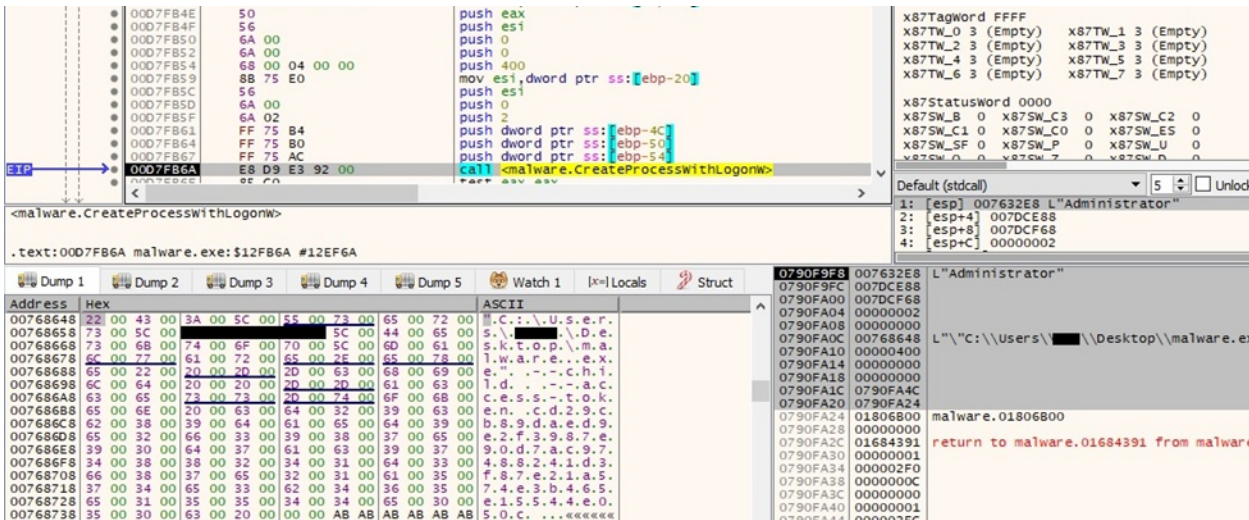 00D7FB4E 50 push eax
00D7FB4F 56 push esi
00D7FB50 6A 00 push 0
00D7FB52 6A 00 push 0
00D7FB54 68 00 04 00 00 push 400
00D7FB59 8B 75 E0 mov esi,dword ptr ss:[ebp-20]
00D7FB5C 56 push esi
00D7FB5D 6A 00 push 0
00D7FB5F 6A 02 push 2
00D7FB61 FF 75 B4 push dword ptr ss:[ebp-4C]
00D7FB64 FF 75 B0 push dword ptr ss:[ebp-50]
00D7FB67 FF 75 AC push dword ptr ss:[ebp-54]
EIP 00D7FB6A E8 D9 E3 92 00 call <malware.CreateProcessWithLogonW>
<malware.CreateProcessWithLogonW>
.text:00D7FB6A malware.exe:$12FB6A #12EF6A
x87TagWord FFFF
x87TW_0 3 (Empty) x87TW_1 3 (Empty)
x87TW_2 3 (Empty) x87TW_3 3 (Empty)
x87TW_4 3 (Empty) x87TW_5 3 (Empty)
x87TW_6 3 (Empty) x87TW_7 3 (Empty)
x87StatusWord 0000
x87SW_B 0 x87SW_C3 0 x87SW_C2 0
x87SW_C1 0 x87SW_C0 0 x87SW_ES 0
x87SW_SF 0 x87SW_P 0 x87SW_U 0
Default (stdcall) 5 Unlock
1: [esp] 007632E8 L"Administrator"
2: [esp+4] 007DCE88
3: [esp+8] 007DCF68
4: [esp+C] 00000002
Dump 1 Dump 2 Dump 3 Dump 4 Dump 5 Watch 1 [x=] Locals Struct
Address Hex ASCII
00768648 22 00 43 00 3A 00 5C 00 55 00 73 00 65 00 72 00 ".C.:.\.U.s.e.r.
00768658 73 00 5C 00 5C 00 44 00 65 00 s.\. \.D.e.
00768668 73 00 6B 00 74 00 6F 00 70 00 5C 00 6D 00 61 00 s.k.t.o.p.\.m.a.
00768678 6C 00 77 00 61 00 72 00 65 00 2E 00 65 00 78 00 l.w.a.r.e...e.x.
00768688 65 00 22 00 20 00 2D 00 2D 00 63 00 68 00 69 00 e.". .-.-.c.h.i.
00768698 6C 00 64 00 20 00 20 00 2D 00 2D 00 61 00 63 00 l.d. . .-.-.a.c.
007686A8 63 00 65 00 73 00 73 00 2D 00 74 00 6F 00 6B 00 c.e.s.s.-.t.o.k.
007686B8 65 00 6E 00 20 00 63 00 64 00 32 00 39 00 63 00 e.n. .c.d.2.9.c.
007686C8 62 00 38 00 39 00 64 00 61 00 65 00 64 00 39 00 b.8.9.d.a.e.d.9.
007686D8 65 00 32 00 66 00 33 00 39 00 38 00 37 00 65 00 e.2.f.3.9.8.7.e.
007686E8 39 00 30 00 64 00 37 00 61 00 63 00 39 00 37 00 9.0.d.7.a.c.9.7.
007686F8 34 00 38 00 38 00 32 00 34 00 31 00 64 00 33 00 4.8.8.2.4.1.d.3.
00768708 66 00 38 00 37 00 65 00 32 00 31 00 61 00 35 00 f.8.7.e.2.1.a.5.
00768718 37 00 34 00 65 00 33 00 62 00 34 00 36 00 35 00 7.4.e.3.b.4.6.5.
00768728 65 00 31 00 35 00 35 00 34 00 34 00 65 00 30 00 e.1.5.5.4.4.e.0.
00768738 35 00 30 00 63 00 20 00 00 00 AB AB AB AB AB AB 5.0.c. ...««««««
0790F9F8 007632E8 L"Administrator"
0790F9FC 007DCE88
0790FA00 007DCF68
0790FA04 00000002
0790FA08 00000000
0790FA0C 00768648 L"\"C:\\Users\\ \\Desktop\\malware.ex
0790FA10 00000400
0790FA14 00000000
0790FA18 00000000
0790FA1C 0790FA4C
0790FA20 0790FA24
0790FA24 01806B00 malware.01806B00
0790FA28 00000000
0790FA2C 01684391 return to malware.01684391 from malware
0790FA30 00000001
0790FA34 000002F0
0790FA38 0000000C
0790FA3C 00000000
0790FA40 00000001